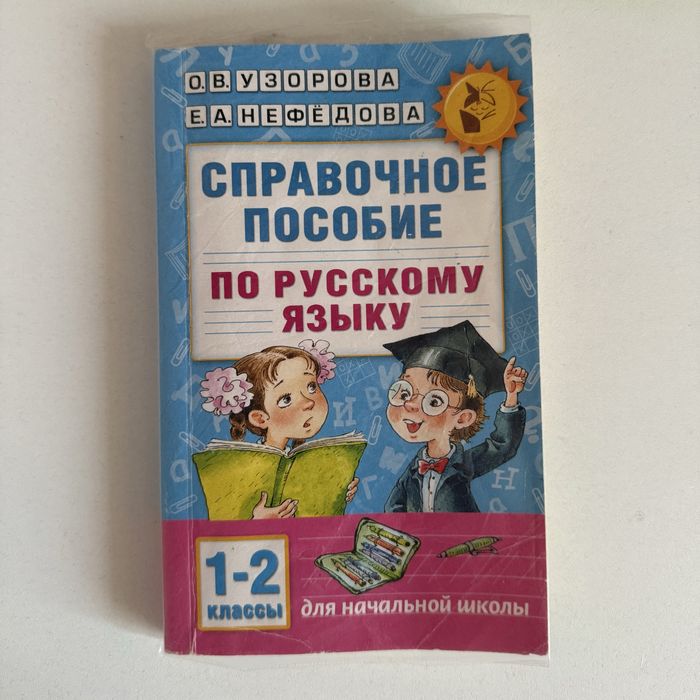 О.В.УЗОРОВА
Е.А.НЕФЁДОВА
СПРАВОЧНОЕ
ПОСОБИЕ
ПО РУССКОМУ
ЯЗЫКУ
1-2
КЛАССЫ
для начальной школы